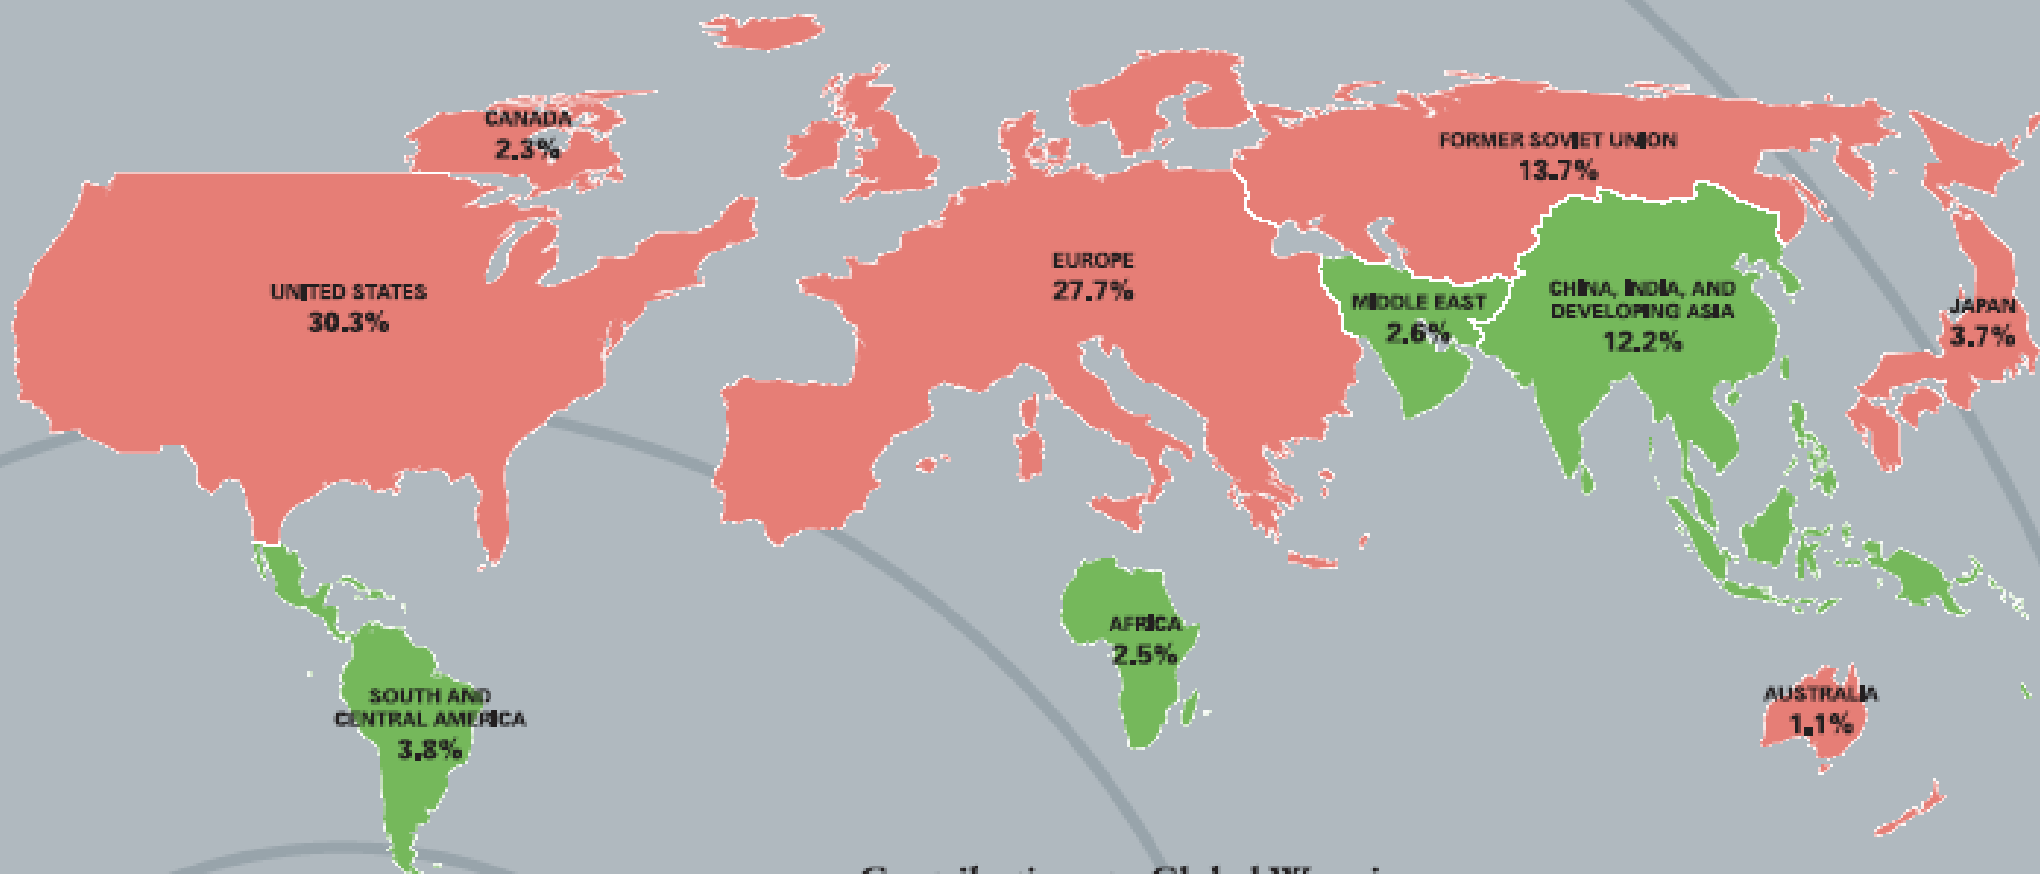 CANADA
2.3%
FORMER SOVIET UNION
13.7%
UNITED STATES
30.3%
EUROPE
27.7%
MIDDLE EAST
2.6%
CHINA, INDIA, AND
DEVELOPING ASIA
12.2%
JAPAN
3.7%
AFRICA
2.5%
SOUTH AND
CENTRAL AMERICA
3.8%
AUSTRALIA
1.1%